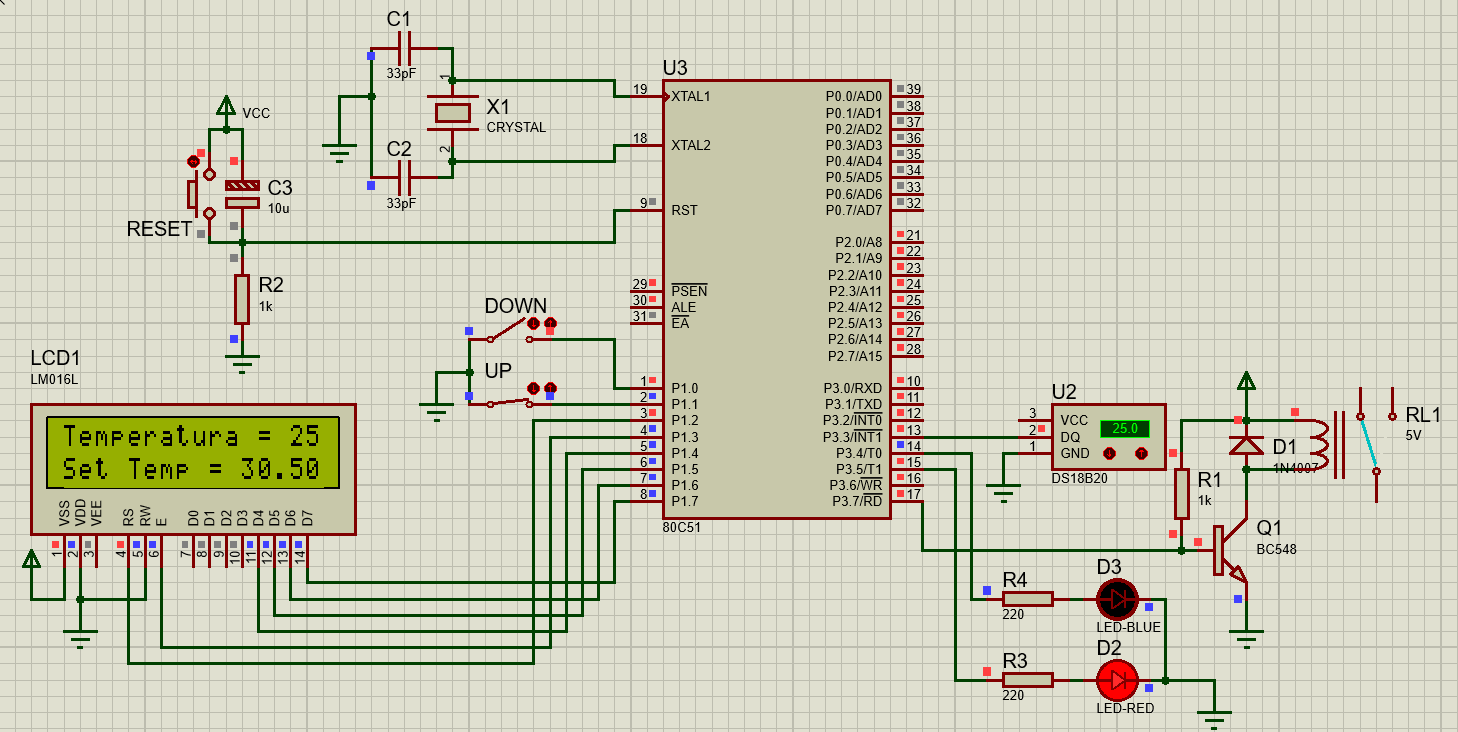 C1
33pF
VCC
RESET
C3
10u
R2
1k
X1
CRYSTAL
1
2
C2
33pF
U3
80C51
19 XTAL1
18 XTAL2
9 RST
29 PSEN
30 ALE
31 EA
1 P1.0
2 P1.1
3 P1.2
4 P1.3
5 P1.4
6 P1.5
7 P1.6
8 P1.7
P0.0/AD0 39
P0.1/AD1 38
P0.2/AD2 37
P0.3/AD3 36
P0.4/AD4 35
P0.5/AD5 34
P0.6/AD6 33
P0.7/AD7 32
P2.0/A8 21
P2.1/A9 22
P2.2/A10 23
P2.3/A11 24
P2.4/A12 25
P2.5/A13 26
P2.6/A14 27
P2.7/A15 28
P3.0/RXD 10
P3.1/TXD 11
P3.2/INT0 12
P3.3/INT1 13
P3.4/T0 14
P3.5/T1 15
P3.6/WR 16
P3.7/RD 17
DOWN
UP
LCD1
LM016L
Temperatura = 25
Set Temp = 30.50
VSS VDD VEE RS RW E D0 D1 D2 D3 D4 D5 D6 D7
1 2 3 4 5 6 7 8 9 10 11 12 13 14
U2
3 VCC
2 DQ
1 GND
25.0
DS18B20
R1
1k
D1
1N4007
RL1
5V
Q1
BC548
R4
220
D3
LED-BLUE
R3
220
D2
LED-RED